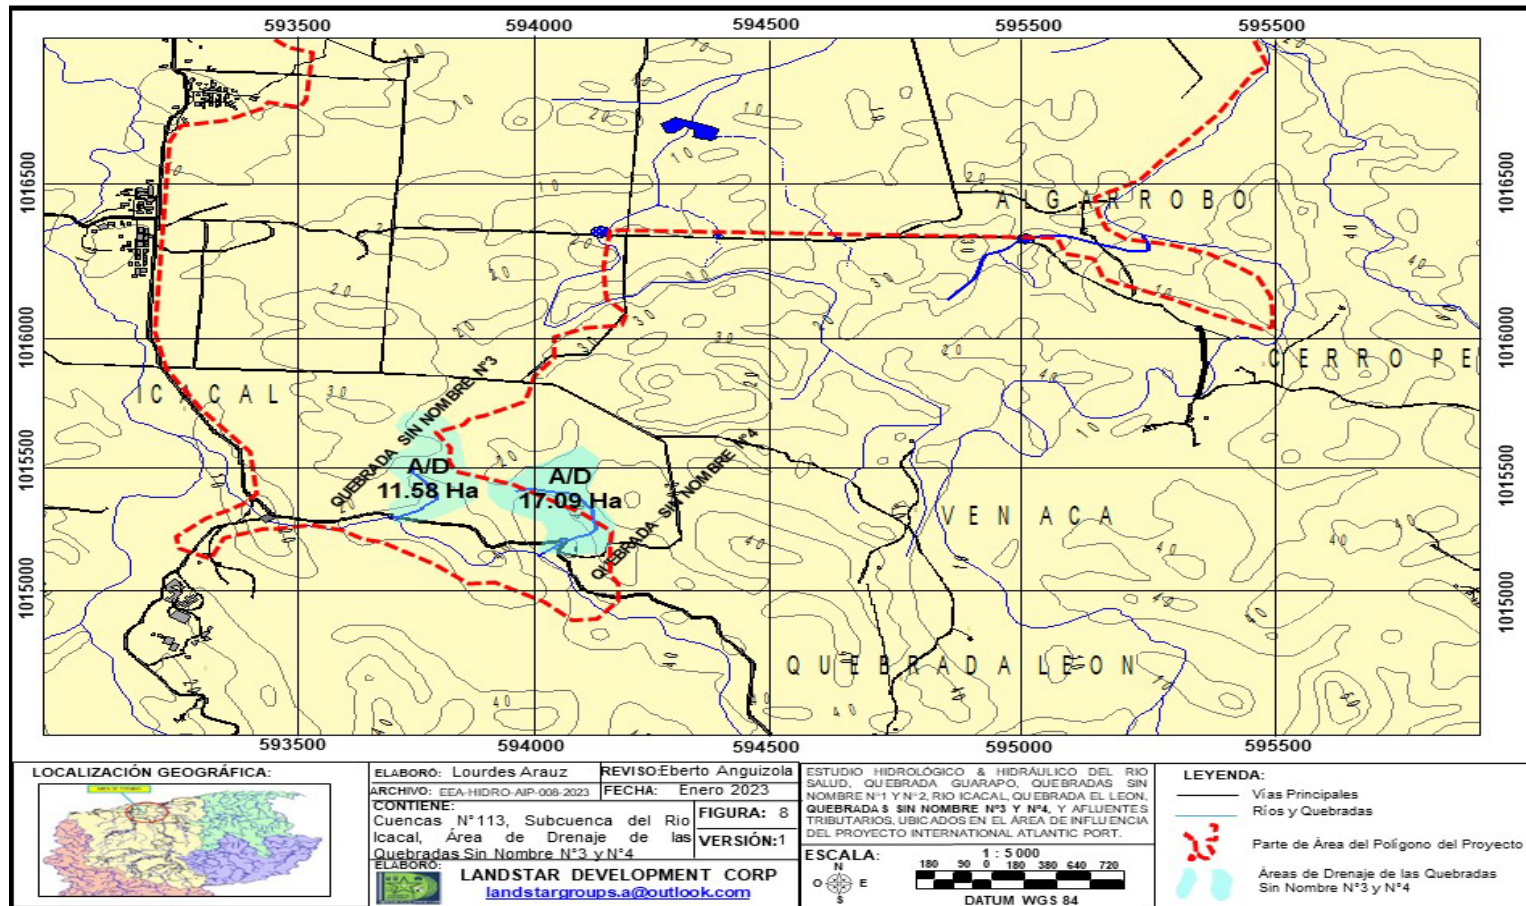 593500 594000 594500 595500 595500
1016500 1016500
ALGARROBO
1016000 1016000
CERRO PE
ICACAL
QUEBRADA SIN NOMBRE N°3
1015500 1015500
A/D
11.58 Ha
A/D
17.09 Ha
QUEBRADA SIN NOMBRE N°4
VENACA
1015000 1015000
QUEBRADA LEON
593500 594000 594500 595000 595500
LOCALIZACIÓN GEOGRÁFICA:
ELABORÓ: Lourdes Arauz
REVISO:Eberto Anguizola
ARCHIVO: EEA-HIDRO-AIP-008-2023
FECHA: Enero 2023
CONTIENE:
Cuencas N°113, Subcuenca del Rio
Icacal, Área de Drenaje de las
Quebradas Sin Nombre N°3 y N°4
FIGURA: 8
VERSIÓN:1
ELABORÓ:
LANDSTAR DEVELOPMENT CORP
landstargroups.a@outlook.com
ESTUDIO HIDROLÓGICO & HIDRÁULICO DEL RIO
SALUD, QUEBRADA GUARAPO, QUEBRADAS SIN
NOMBRE N°1 Y N°2, RIO ICACAL, QUEBRADA EL LEON,
QUEBRADAS SIN NOMBRE N°3 Y N°4, Y AFLUENTES
TRIBUTARIOS, UBICADOS EN EL ÁREA DE INFLUENCIA
DEL PROYECTO INTERNATIONAL ATLANTIC PORT.
ESCALA:
1 : 5 000
180 90 0 180 380 640 720
N
O E
S
DATUM WGS 84
LEYENDA:
Vías Principales
Ríos y Quebradas
Parte de Área del Polígono del Proyecto
Áreas de Drenaje de las Quebradas
Sin Nombre N°3 y N°4